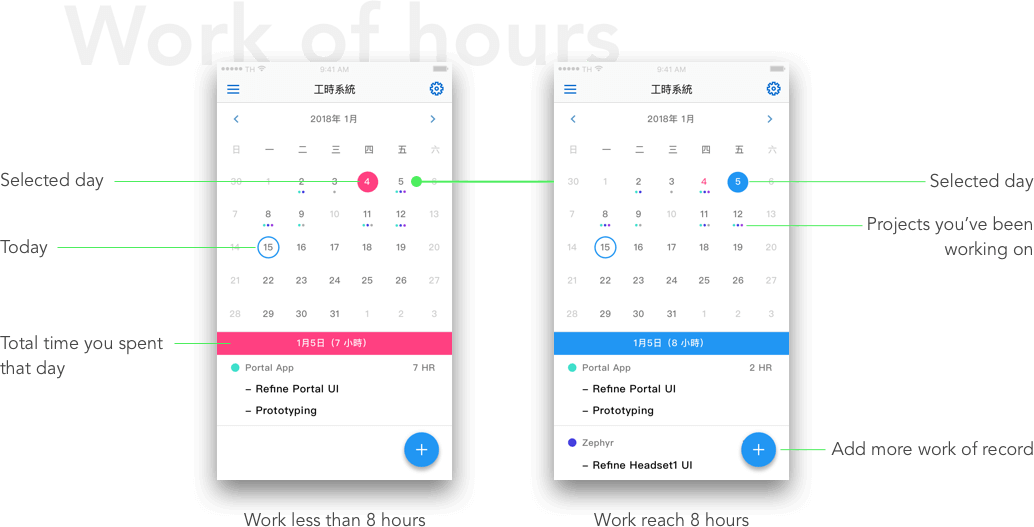 Work of hours
TH
9:41 AM
工時系統
2018年 1月
日 一 二 三 四 五 六
30 1 2 3 4 5 6
7 8 9 10 11 12 13
14 15 16 17 18 19 20
21 22 23 24 25 26 27
28 29 30 31 1 2 3
1月5日（7 小時）
Portal App 7 HR
– Refine Portal UI
– Prototyping
+
Work less than 8 hours
TH
9:41 AM
工時系統
2018年 1月
日 一 二 三 四 五 六
30 1 2 3 4 5 6
7 8 9 10 11 12 13
14 15 16 17 18 19 20
21 22 23 24 25 26 27
28 29 30 31 1 2 3
1月5日（8 小時）
Portal App 2 HR
– Refine Portal UI
– Prototyping
Zephyr
– Refine Headset1 UI
+
Work reach 8 hours
Selected day
Today
Total time you spent
that day
Selected day
Projects you’ve been
working on
Add more work of record